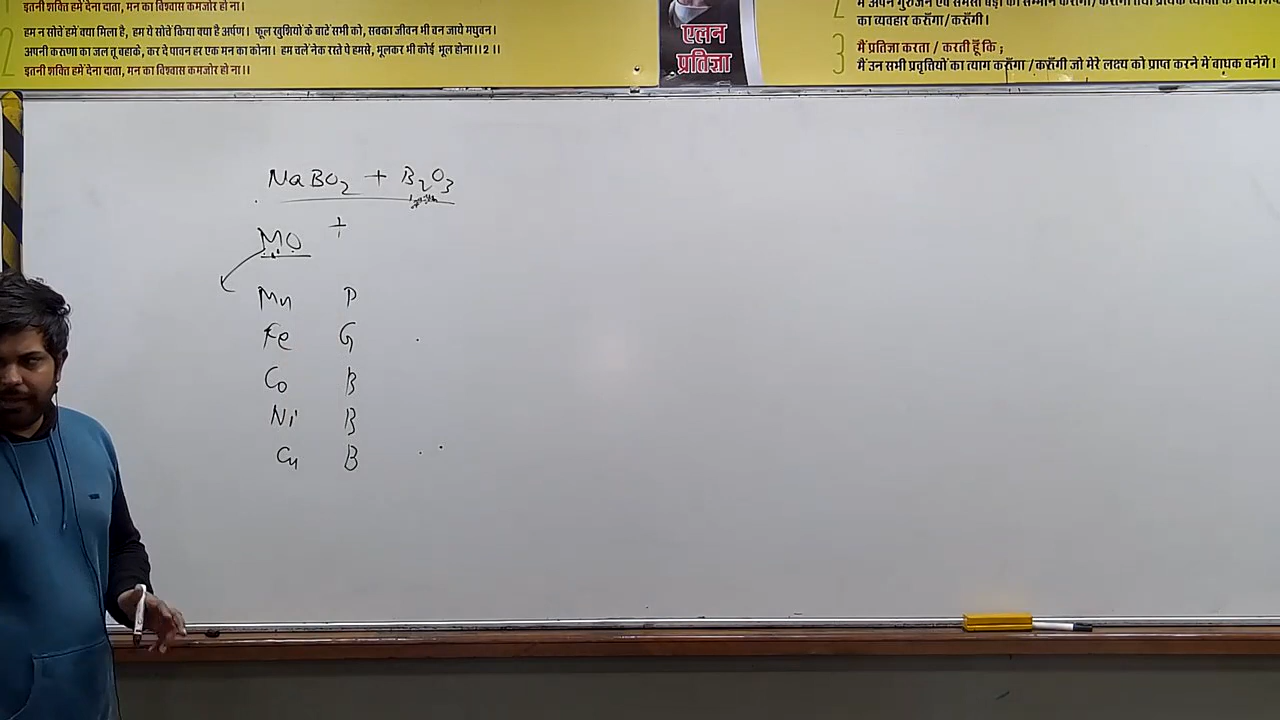 इतनी शक्ति हमें देना दाता, मन का विश्वास कमजोर हो ना।
हम न सोचें हमें क्या मिला है, हम ये सोचें किया क्या है अर्पण। फूल खुशियों के बाटें सभी को, सबका जीवन भी बन जाये मधुवन।
2 अपनी करुणा का जल तू बहाके, कर दे पावन हर एक मन का कोना। हम चलें नेक रस्ते पे हमसे, भूलकर भी कोई भूल होना।।2।।
इतनी शक्ति हमें देना दाता, मन का विश्वास कमजोर हो ना।।
एलन
प्रतिज्ञा
2
का व्यवहार करूँगा/करूँगी।
3 मैं प्रतिज्ञा करता / करती हूँ कि ;
मैं उन सभी प्रवृत्तियों का त्याग करूँगा /करूँगी जो मेरे लक्ष्य को प्राप्त करने में बाधक बनेंगे।
NaBO2 + B2O3
MO +
Mn P
Fe G
Co B
Ni B
Cu B